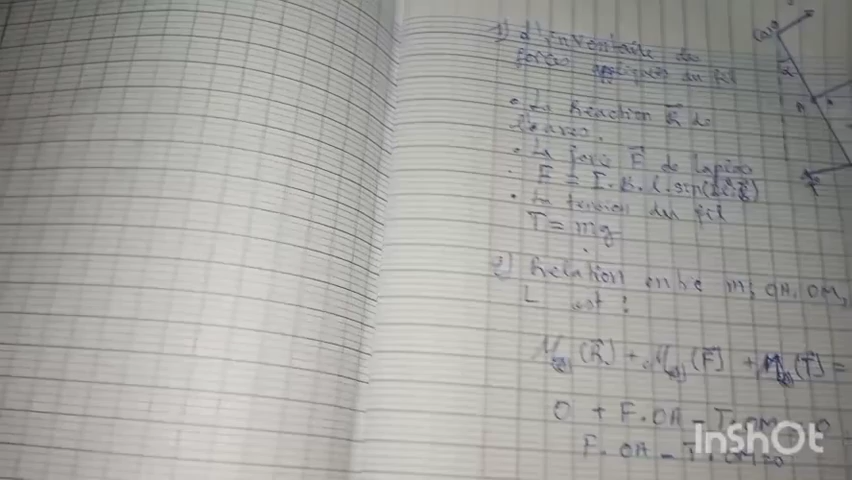 1) L'inventaire des
forces appliquées du fil
• La Réaction R de
l'axe.
• La force F de Laplace
F = I.B.l.sin(
• La tension du fil
T = mg
2) Relation entre m, OA, OM,
L est :
M(Δ)(R) + M(Δ)(F) + M(Δ)(T) =
0 + F.OA - T.OM = 0
F.OA - T.OM=0
InShOt